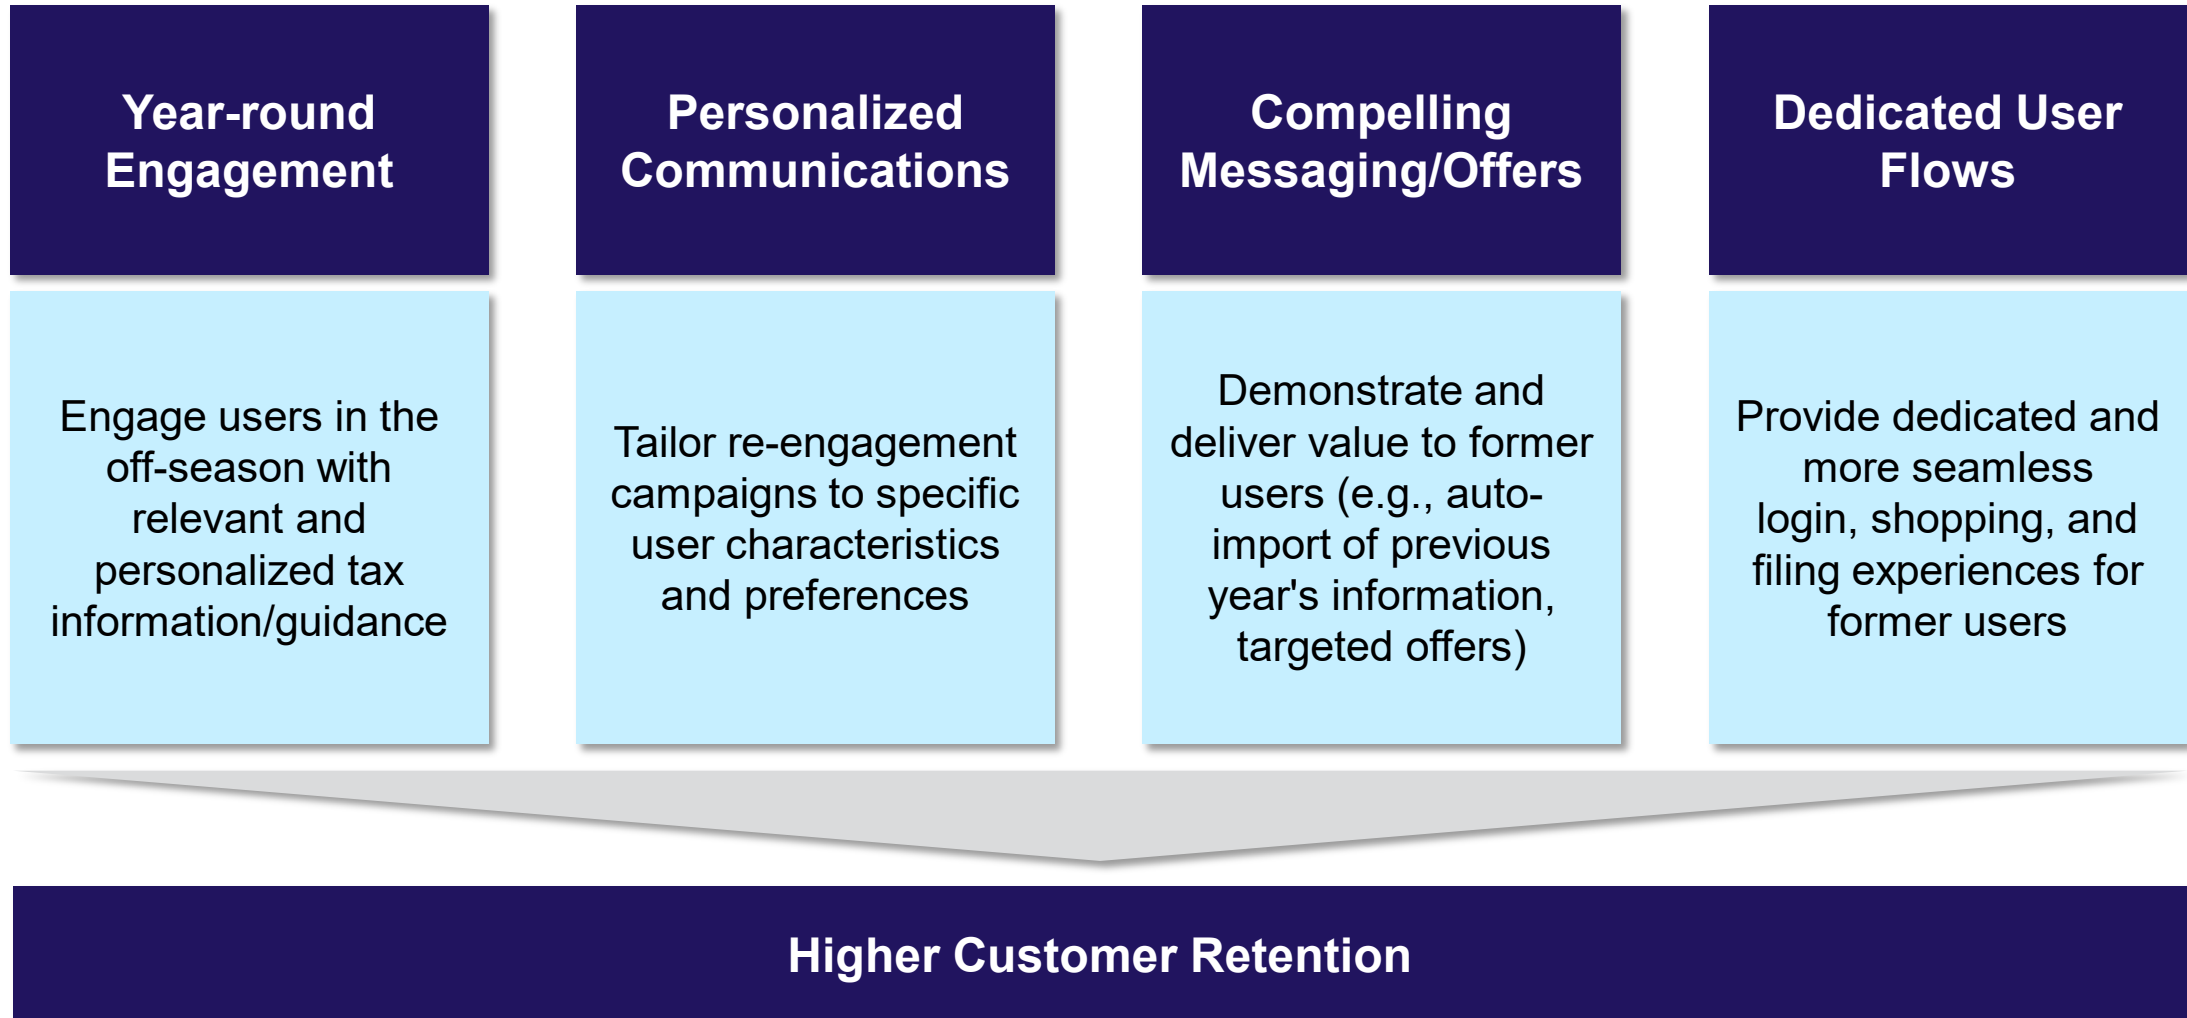 Year-round
Engagement
Engage users in the
off-season with
relevant and
personalized tax
information/guidance
Personalized
Communications
Tailor re-engagement
campaigns to specific
user characteristics
and preferences
Compelling
Messaging/Offers
Demonstrate and
deliver value to former
users (e.g., auto-
import of previous
year's information,
targeted offers)
Dedicated User
Flows
Provide dedicated and
more seamless
login, shopping, and
filing experiences for
former users
Higher Customer Retention